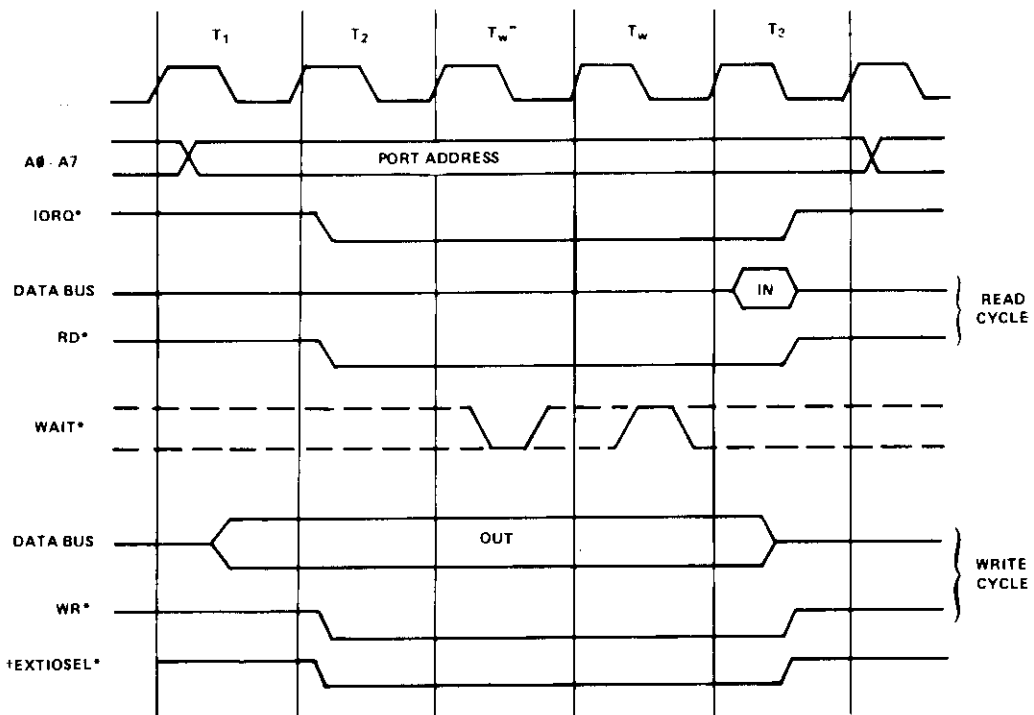 T1 T2 Tw* Tw T3
A0 - A7 PORT ADDRESS
IORQ*
DATA BUS IN
READ
CYCLE
RD*
WAIT*
DATA BUS OUT
WRITE
CYCLE
WR*
†EXTIOSEL*